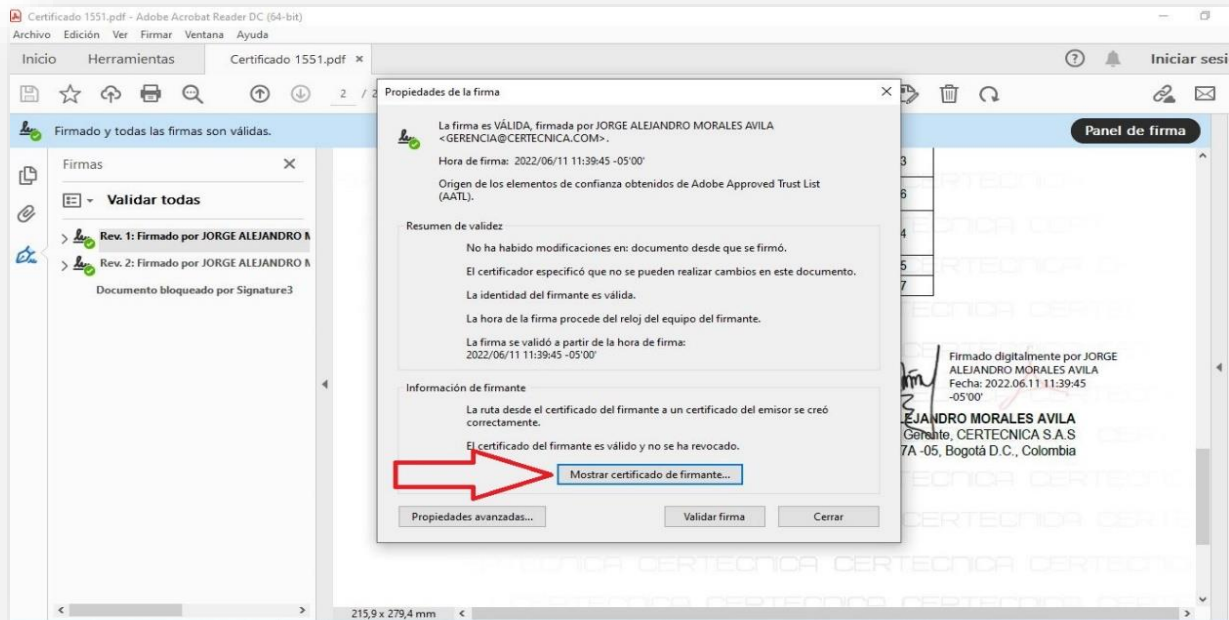 Certificado 1551.pdf - Adobe Acrobat Reader DC (64-bit)
Archivo Edición Ver Firmar Ventana Ayuda
Inicio Herramientas Certificado 1551.pdf × Iniciar sesi
2 / 2
Firmado y todas las firmas son válidas.
Panel de firma
Firmas
Validar todas
Rev. 1: Firmado por JORGE ALEJANDRO M
Rev. 2: Firmado por JORGE ALEJANDRO M
Documento bloqueado por Signature3
Propiedades de la firma
La firma es VÁLIDA, firmada por JORGE ALEJANDRO MORALES AVILA
<GERENCIA@CERTECNICA.COM>.
Hora de firma: 2022/06/11 11:39:45 -05'00'
Origen de los elementos de confianza obtenidos de Adobe Approved Trust List
(AATL).
Resumen de validez
No ha habido modificaciones en: documento desde que se firmó.
El certificador especificó que no se pueden realizar cambios en este documento.
La identidad del firmante es válida.
La hora de la firma procede del reloj del equipo del firmante.
La firma se validó a partir de la hora de firma:
2022/06/11 11:39:45 -05'00'
Información de firmante
La ruta desde el certificado del firmante a un certificado del emisor se creó
correctamente.
El certificado del firmante es válido y no se ha revocado.
Mostrar certificado de firmante...
Propiedades avanzadas... Validar firma Cerrar
3
6
4
5
7
Firmado digitalmente por JORGE
ALEJANDRO MORALES AVILA
Fecha: 2022.06.11 11:39:45
-05'00'
EJANDRO MORALES AVILA
Gerente, CERTECNICA S.A.S
7A -05, Bogotá D.C., Colombia
CERTECNICA CERTECNICA CERTECNICA
215,9 x 279,4 mm